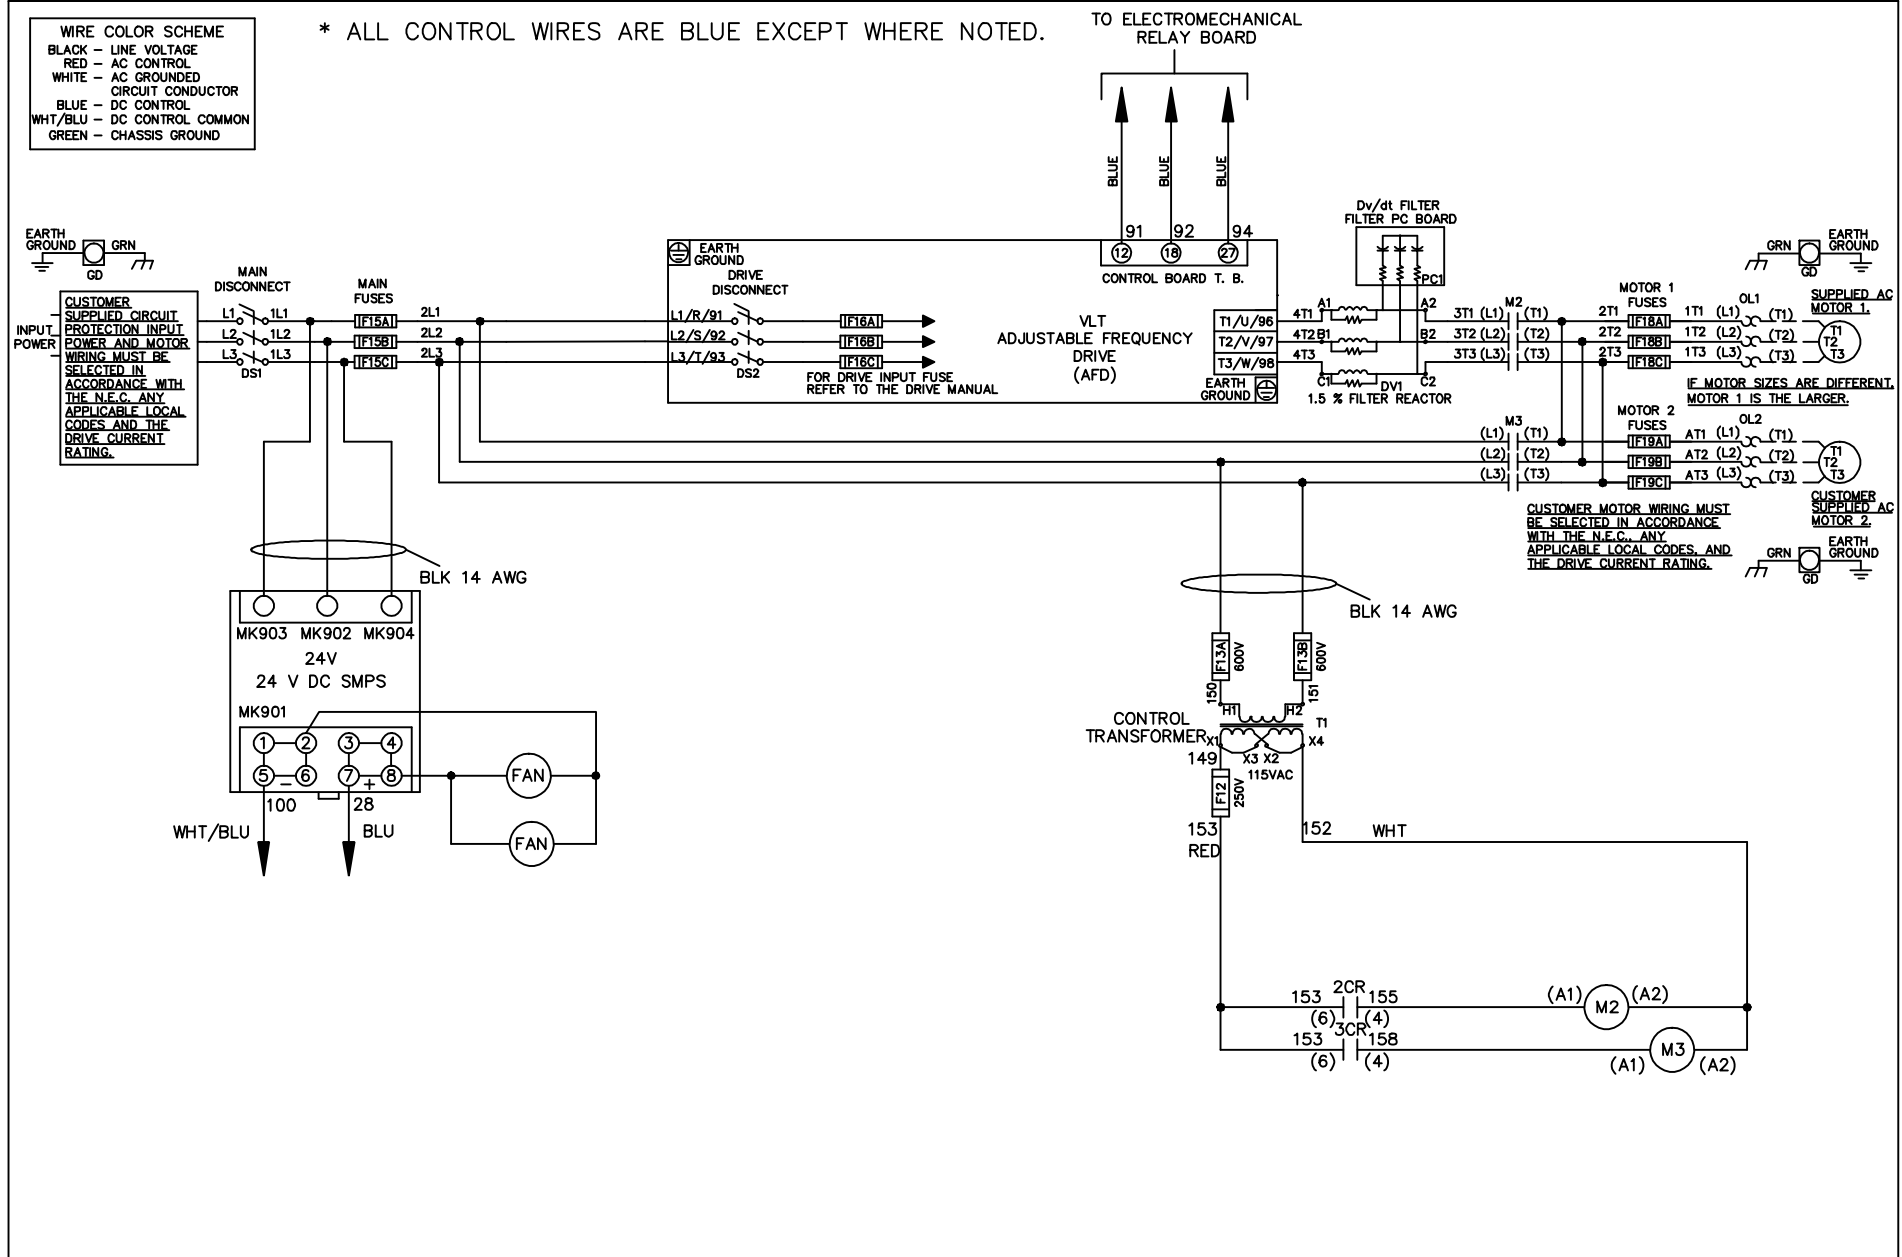 WIRE COLOR SCHEME
BLACK – LINE VOLTAGE
RED – AC CONTROL
WHITE – AC GROUNDED
CIRCUIT CONDUCTOR
BLUE – DC CONTROL
WHT/BLU – DC CONTROL COMMON
GREEN – CHASSIS GROUND
* ALL CONTROL WIRES ARE BLUE EXCEPT WHERE NOTED.
TO ELECTROMECHANICAL
RELAY BOARD
BLUE
BLUE
BLUE
91
92
94
12
18
27
CONTROL BOARD T. B.
EARTH
GROUND
GRN
GD
INPUT
POWER
CUSTOMER
SUPPLIED CIRCUIT
PROTECTION INPUT
POWER AND MOTOR
WIRING MUST BE
SELECTED IN
ACCORDANCE WITH
THE N.E.C. ANY
APPLICABLE LOCAL
CODES AND THE
DRIVE CURRENT
RATING.
MAIN
DISCONNECT
L1 1L1
L2 1L2
L3 1L3
DS1
MAIN
FUSES
F15A
F15B
F15C
2L1
2L2
2L3
EARTH
GROUND
DRIVE
DISCONNECT
L1/R/91
L2/S/92
L3/T/93
DS2
F16A
F16B
F16C
FOR DRIVE INPUT FUSE
REFER TO THE DRIVE MANUAL
VLT
ADJUSTABLE FREQUENCY
DRIVE
(AFD)
T1/U/96
T2/V/97
T3/W/98
EARTH
GROUND
4T1
4T2
4T3
Dv/dt FILTER
FILTER PC BOARD
PC1
A1 A2
B1 B2
C1 C2
DV1
1.5 % FILTER REACTOR
M2
3T1 (L1) (T1)
3T2 (L2) (T2)
3T3 (L3) (T3)
MOTOR 1
FUSES
2T1 F18A 1T1 (L1) (T1)
2T2 F18B 1T2 (L2) (T2)
2T3 F18C 1T3 (L3) (T3)
OL1
GRN
EARTH
GROUND
GD
SUPPLIED AC
MOTOR 1.
T1
T2
T3
IF MOTOR SIZES ARE DIFFERENT,
MOTOR 1 IS THE LARGER.
M3
(L1) (T1)
(L2) (T2)
(L3) (T3)
MOTOR 2
FUSES
F19A AT1 (L1) (T1)
F19B AT2 (L2) (T2)
F19C AT3 (L3) (T3)
OL2
T1
T2
T3
CUSTOMER
SUPPLIED AC
MOTOR 2.
CUSTOMER MOTOR WIRING MUST
BE SELECTED IN ACCORDANCE
WITH THE N.E.C., ANY
APPLICABLE LOCAL CODES, AND
THE DRIVE CURRENT RATING.
GRN
EARTH
GROUND
GD
BLK 14 AWG
MK903 MK902 MK904
24V
24 V DC SMPS
MK901
1 2 3 4
5 6 7 8
– +
100
28
WHT/BLU
BLU
FAN
FAN
BLK 14 AWG
F13A
600V
F13B
600V
150
151
H1 H2
T1
CONTROL
TRANSFORMER
X1 X3 X2 X4
115VAC
149
F12
250V
153
RED
152
WHT
153 2CR 155
(6) (4)
(A1) M2 (A2)
153 3CR 158
(6) (4)
(A1) M3 (A2)